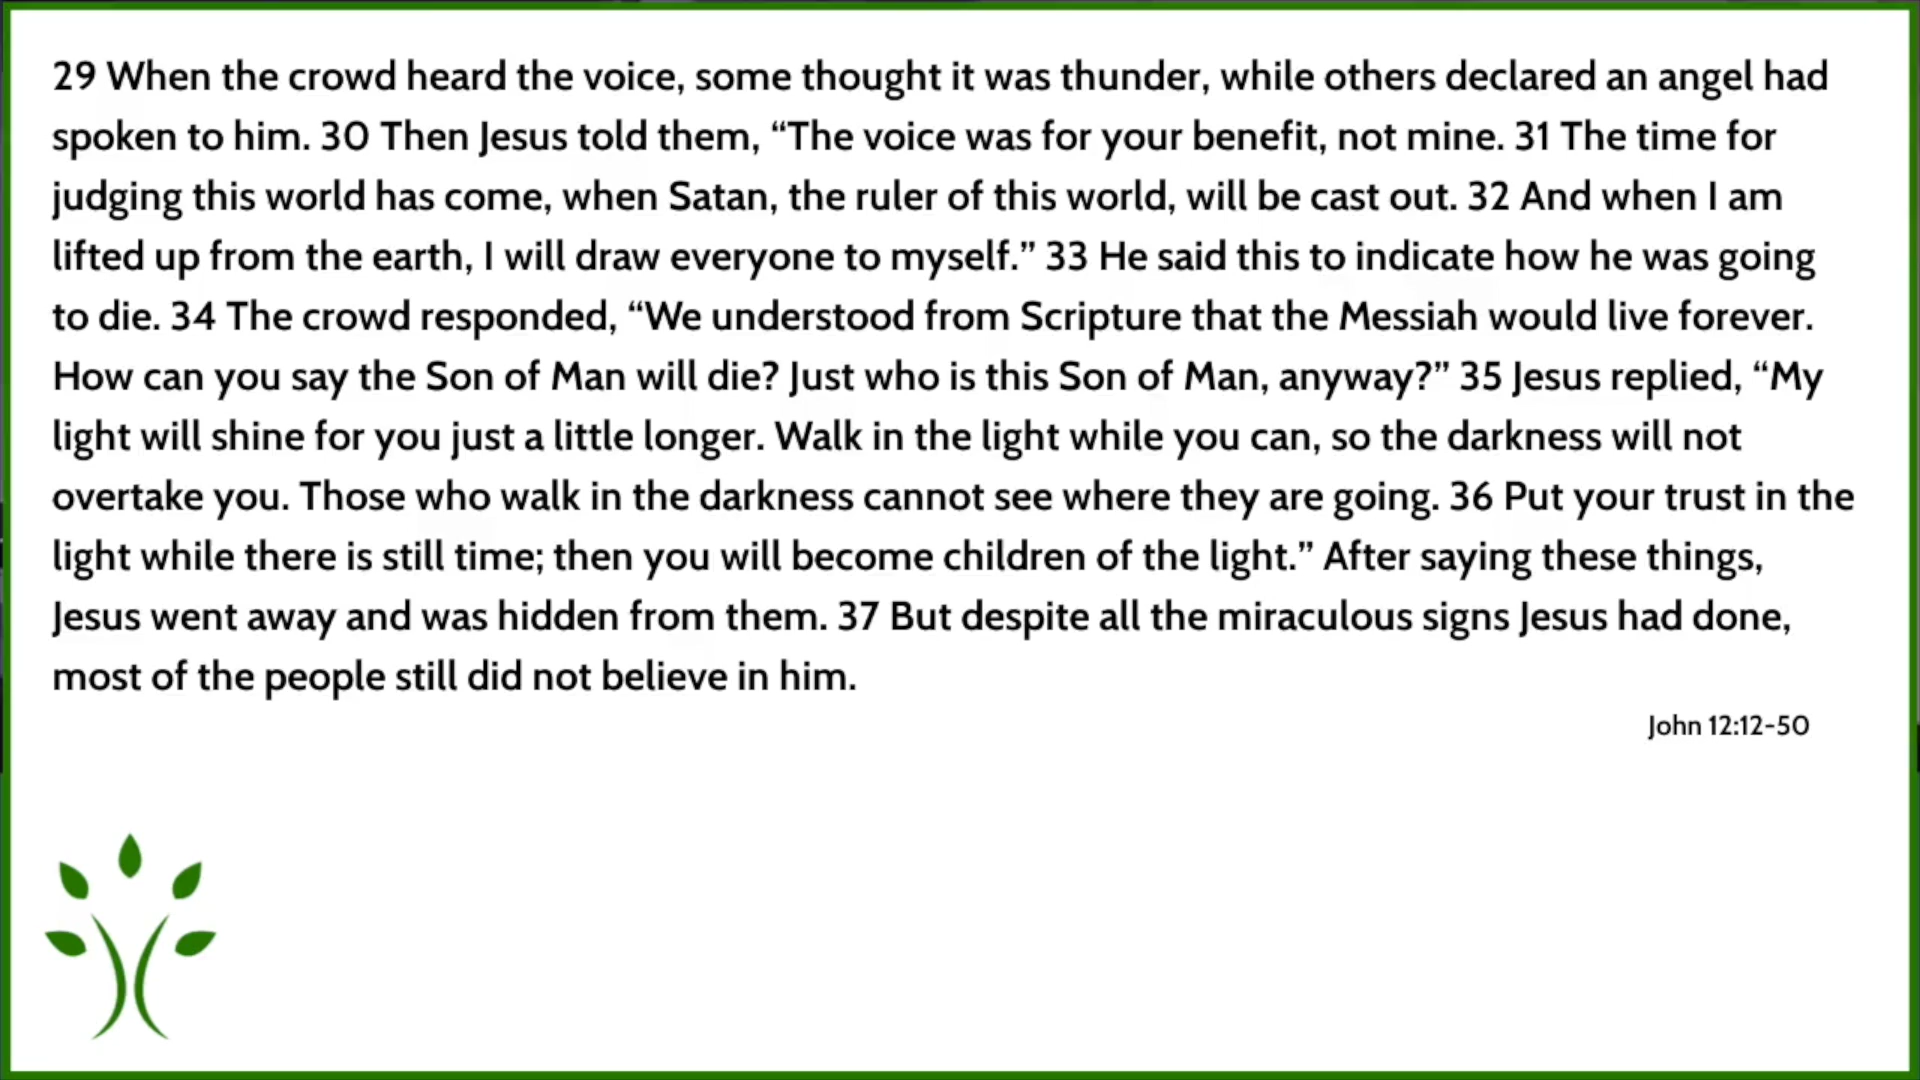 29 When the crowd heard the voice, some thought it was thunder, while others declared an angel had
spoken to him. 30 Then Jesus told them, “The voice was for your benefit, not mine. 31 The time for
judging this world has come, when Satan, the ruler of this world, will be cast out. 32 And when I am
lifted up from the earth, I will draw everyone to myself.” 33 He said this to indicate how he was going
to die. 34 The crowd responded, “We understood from Scripture that the Messiah would live forever.
How can you say the Son of Man will die? Just who is this Son of Man, anyway?” 35 Jesus replied, “My
light will shine for you just a little longer. Walk in the light while you can, so the darkness will not
overtake you. Those who walk in the darkness cannot see where they are going. 36 Put your trust in the
light while there is still time; then you will become children of the light.” After saying these things,
Jesus went away and was hidden from them. 37 But despite all the miraculous signs Jesus had done,
most of the people still did not believe in him.
John 12:12-50